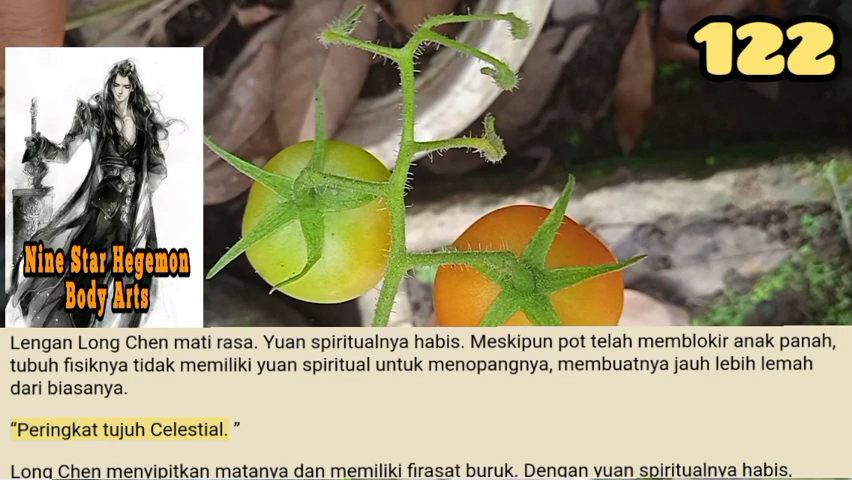 122
Nine Star Hegemon
Body Arts
Lengan Long Chen mati rasa. Yuan spiritualnya habis. Meskipun pot telah memblokir anak panah,
tubuh fisiknya tidak memiliki yuan spiritual untuk menopangnya, membuatnya jauh lebih lemah
dari biasanya.
“Peringkat tujuh Celestial. ”
Long Chen menyipitkan matanya dan memiliki firasat buruk. Dengan yuan spiritualnya habis,